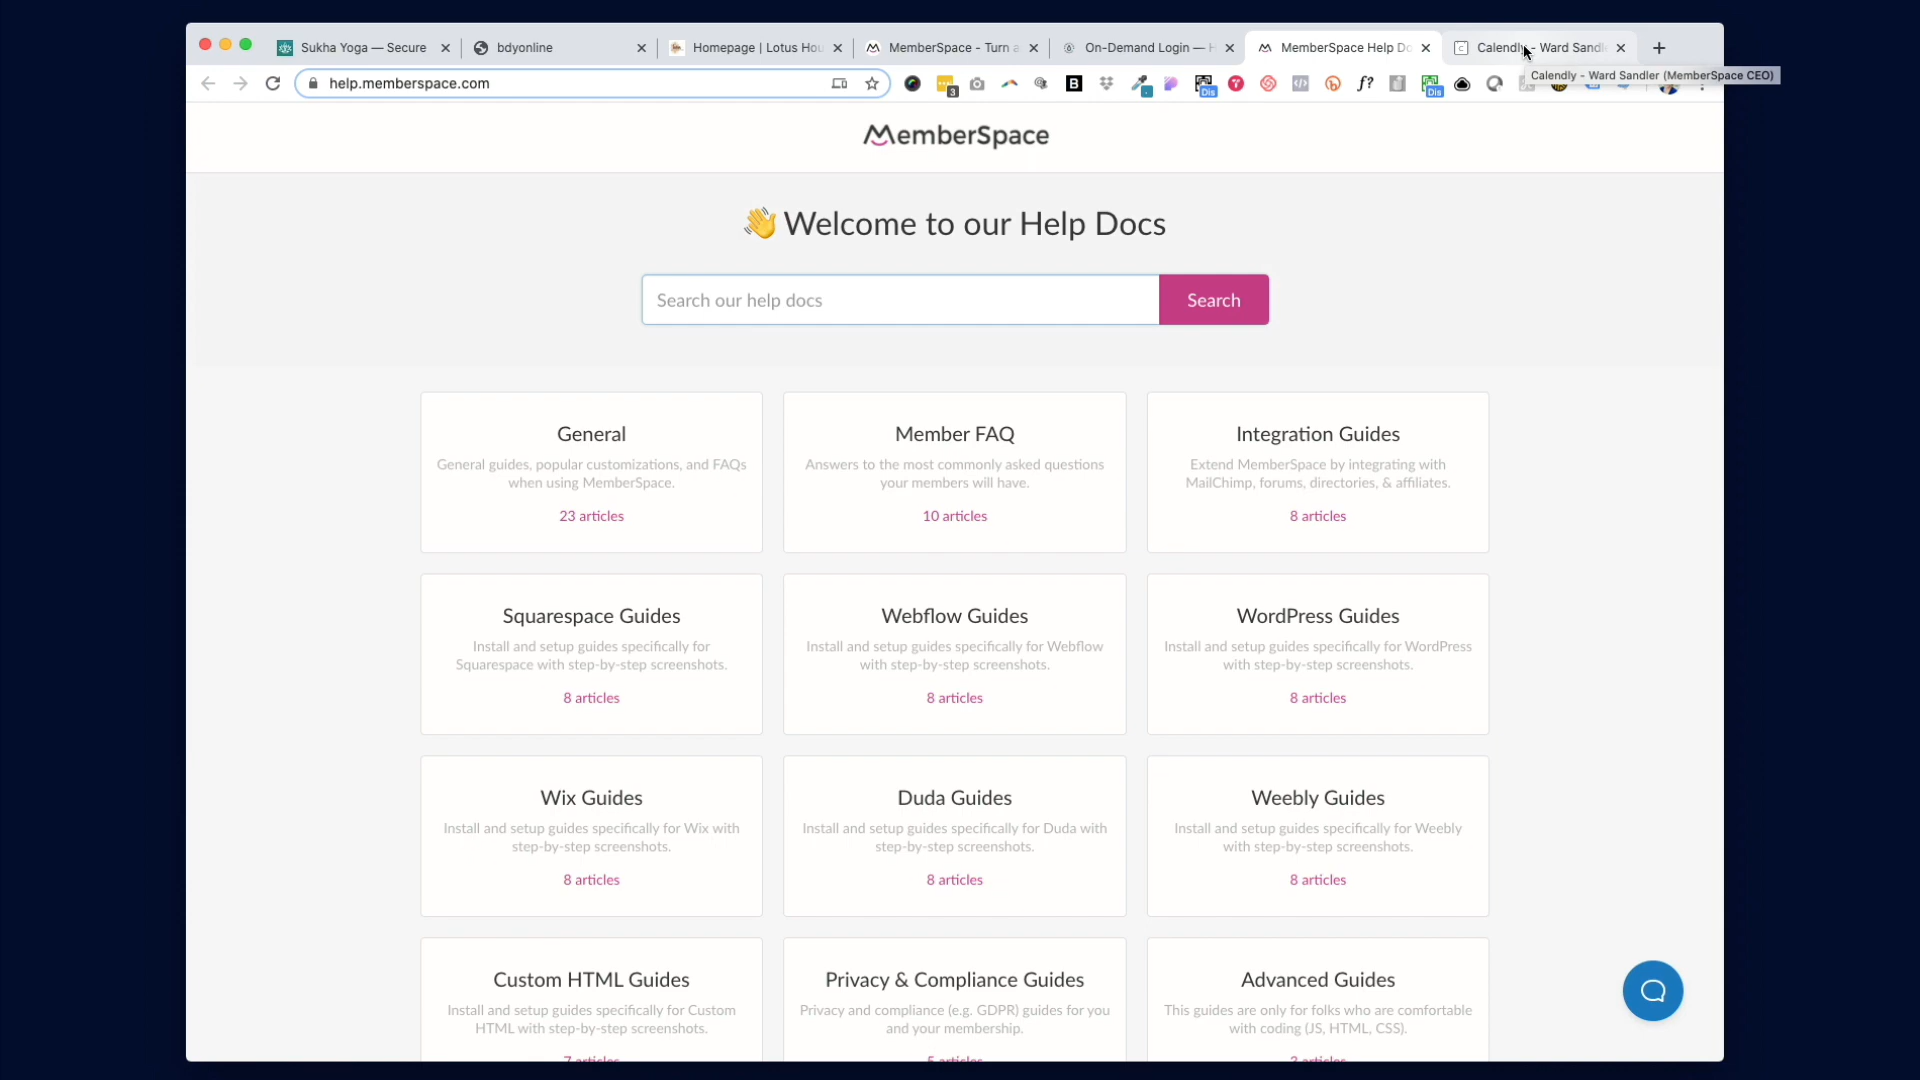 Sukha Yoga — Secure
bdyonline
Homepage | Lotus Hou
MemberSpace - Turn a
On-Demand Login — H
MemberSpace Help Do
Calendly - Ward Sandl
help.memberspace.com
3
Dis
f?
Dis
Calendly - Ward Sandler (MemberSpace CEO)
MemberSpace
👋 Welcome to our Help Docs
Search our help docs
Search
General
General guides, popular customizations, and FAQs
when using MemberSpace.
23 articles
Member FAQ
Answers to the most commonly asked questions
your members will have.
10 articles
Integration Guides
Extend MemberSpace by integrating with
MailChimp, forums, directories, & affiliates.
8 articles
Squarespace Guides
Install and setup guides specifically for
Squarespace with step-by-step screenshots.
8 articles
Webflow Guides
Install and setup guides specifically for Webflow
with step-by-step screenshots.
8 articles
WordPress Guides
Install and setup guides specifically for WordPress
with step-by-step screenshots.
8 articles
Wix Guides
Install and setup guides specifically for Wix with
step-by-step screenshots.
8 articles
Duda Guides
Install and setup guides specifically for Duda with
step-by-step screenshots.
8 articles
Weebly Guides
Install and setup guides specifically for Weebly
with step-by-step screenshots.
8 articles
Custom HTML Guides
Install and setup guides specifically for Custom
HTML with step-by-step screenshots.
7 articles
Privacy & Compliance Guides
Privacy and compliance (e.g. GDPR) guides for you
and your membership.
5 articles
Advanced Guides
This guides are only for folks who are comfortable
with coding (JS, HTML, CSS).
3 articles